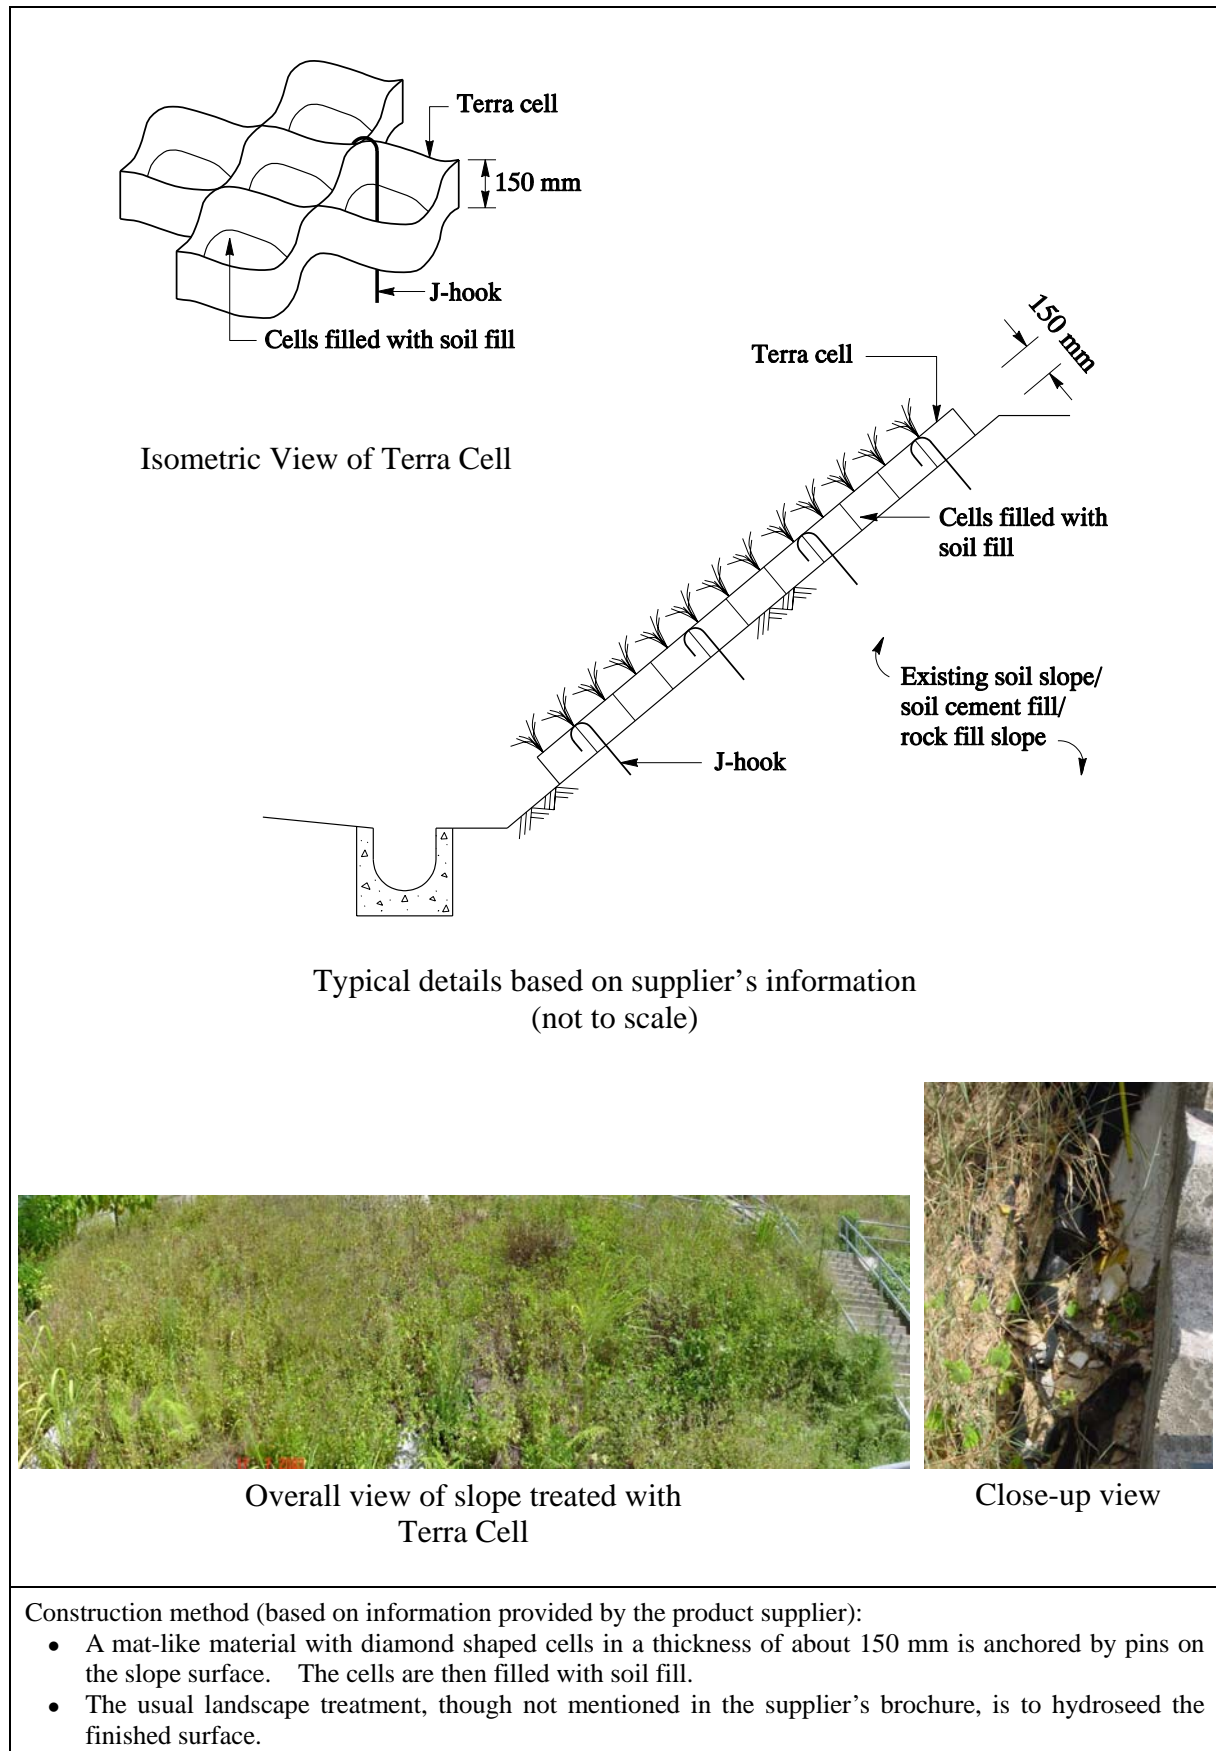 Terra cell
150 mm
J-hook
Cells filled with soil fill
Isometric View of Terra Cell
150 mm
Terra cell
Cells filled with
soil fill
Existing soil slope/
soil cement fill/
rock fill slope
J-hook
Typical details based on supplier’s information
(not to scale)
Overall view of slope treated with
Terra Cell
Close-up view
Construction method (based on information provided by the product supplier):
● A mat-like material with diamond shaped cells in a thickness of about 150 mm is anchored by pins on
the slope surface. The cells are then filled with soil fill.
● The usual landscape treatment, though not mentioned in the supplier’s brochure, is to hydroseed the
finished surface.